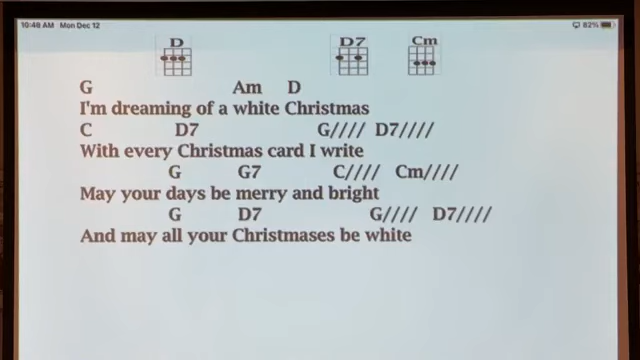 10:48 AM Mon Dec 12 82%
D D7 Cm
G Am D
I'm dreaming of a white Christmas
C D7 G//// D7////
With every Christmas card I write
G G7 C//// Cm////
May your days be merry and bright
G D7 G//// D7////
And may all your Christmases be white